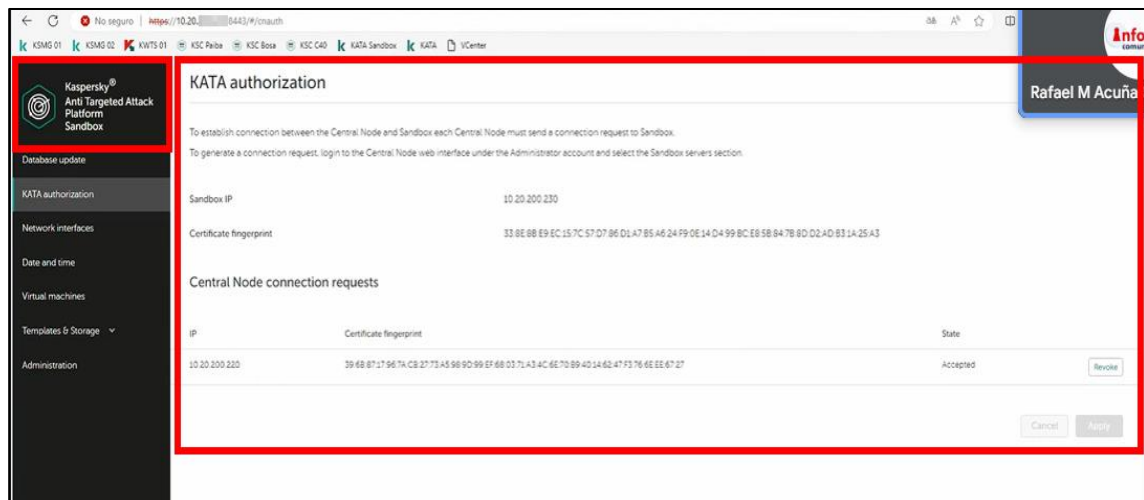 No seguro | https://10.20. 8443/#/cnauth
KSMG 01 KSMG 02 KWTS 01 KSC Paiba KSC Bosa KSC C40 KATA Sandbox KATA VCenter
Info
comun
Rafael M Acuña
Kaspersky®
Anti Targeted Attack
Platform
Sandbox
Database update
KATA authorization
Network interfaces
Date and time
Virtual machines
Templates & Storage
Administration
KATA authorization
To establish connection between the Central Node and Sandbox each Central Node must send a connection request to Sandbox.
To generate a connection request, login to the Central Node web interface under the Administrator account and select the Sandbox servers section.
Sandbox IP 10.20.200.230
Certificate fingerprint 33:8E:8B:E9:EC:15:7C:57:D7:86:D1:A7:B5:A6:24:F9:0E:14:D4:99:BC:E8:5B:84:7B:8D:D2:AD:B3:1A:25:A3
Central Node connection requests
IP Certificate fingerprint State
10.20.200.220 39:6B:87:17:96:7A:CB:27:73:A5:98:9D:99:EF:68:03:71:A3:4C:6E:70:B9:40:14:62:47:F3:76:6E:EE:67:27 Accepted Revoke
Cancel Apply